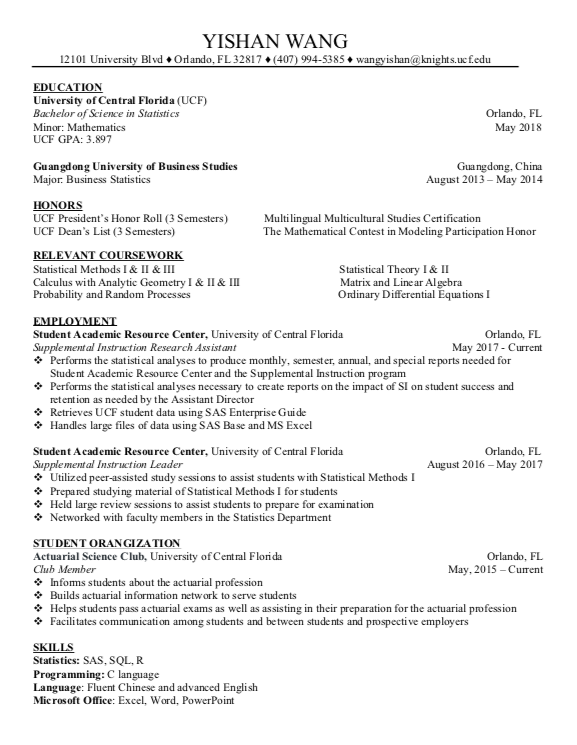 YISHAN WANG
12101 University Blvd ♦ Orlando, FL 32817 ♦ (407) 994-5385 ♦ wangyishan@knights.ucf.edu
EDUCATION
University of Central Florida (UCF)
Bachelor of Science in Statistics Orlando, FL
Minor: Mathematics May 2018
UCF GPA: 3.897
Guangdong University of Business Studies Guangdong, China
Major: Business Statistics August 2013 – May 2014
HONORS
UCF President's Honor Roll (3 Semesters) Multilingual Multicultural Studies Certification
UCF Dean's List (3 Semesters) The Mathematical Contest in Modeling Participation Honor
RELEVANT COURSEWORK
Statistical Methods I & II & III Statistical Theory I & II
Calculus with Analytic Geometry I & II & III Matrix and Linear Algebra
Probability and Random Processes Ordinary Differential Equations I
EMPLOYMENT
Student Academic Resource Center, University of Central Florida Orlando, FL
Supplemental Instruction Research Assistant May 2017 - Current
❖ Performs the statistical analyses to produce monthly, semester, annual, and special reports needed for
Student Academic Resource Center and the Supplemental Instruction program
❖ Performs the statistical analyses necessary to create reports on the impact of SI on student success and
retention as needed by the Assistant Director
❖ Retrieves UCF student data using SAS Enterprise Guide
❖ Handles large files of data using SAS Base and MS Excel
Student Academic Resource Center, University of Central Florida Orlando, FL
Supplemental Instruction Leader August 2016 – May 2017
❖ Utilized peer-assisted study sessions to assist students with Statistical Methods I
❖ Prepared studying material of Statistical Methods I for students
❖ Held large review sessions to assist students to prepare for examination
❖ Networked with faculty members in the Statistics Department
STUDENT ORANGIZATION
Actuarial Science Club, University of Central Florida Orlando, FL
Club Member May, 2015 – Current
❖ Informs students about the actuarial profession
❖ Builds actuarial information network to serve students
❖ Helps students pass actuarial exams as well as assisting in their preparation for the actuarial profession
❖ Facilitates communication among students and between students and prospective employers
SKILLS
Statistics: SAS, SQL, R
Programming: C language
Language: Fluent Chinese and advanced English
Microsoft Office: Excel, Word, PowerPoint